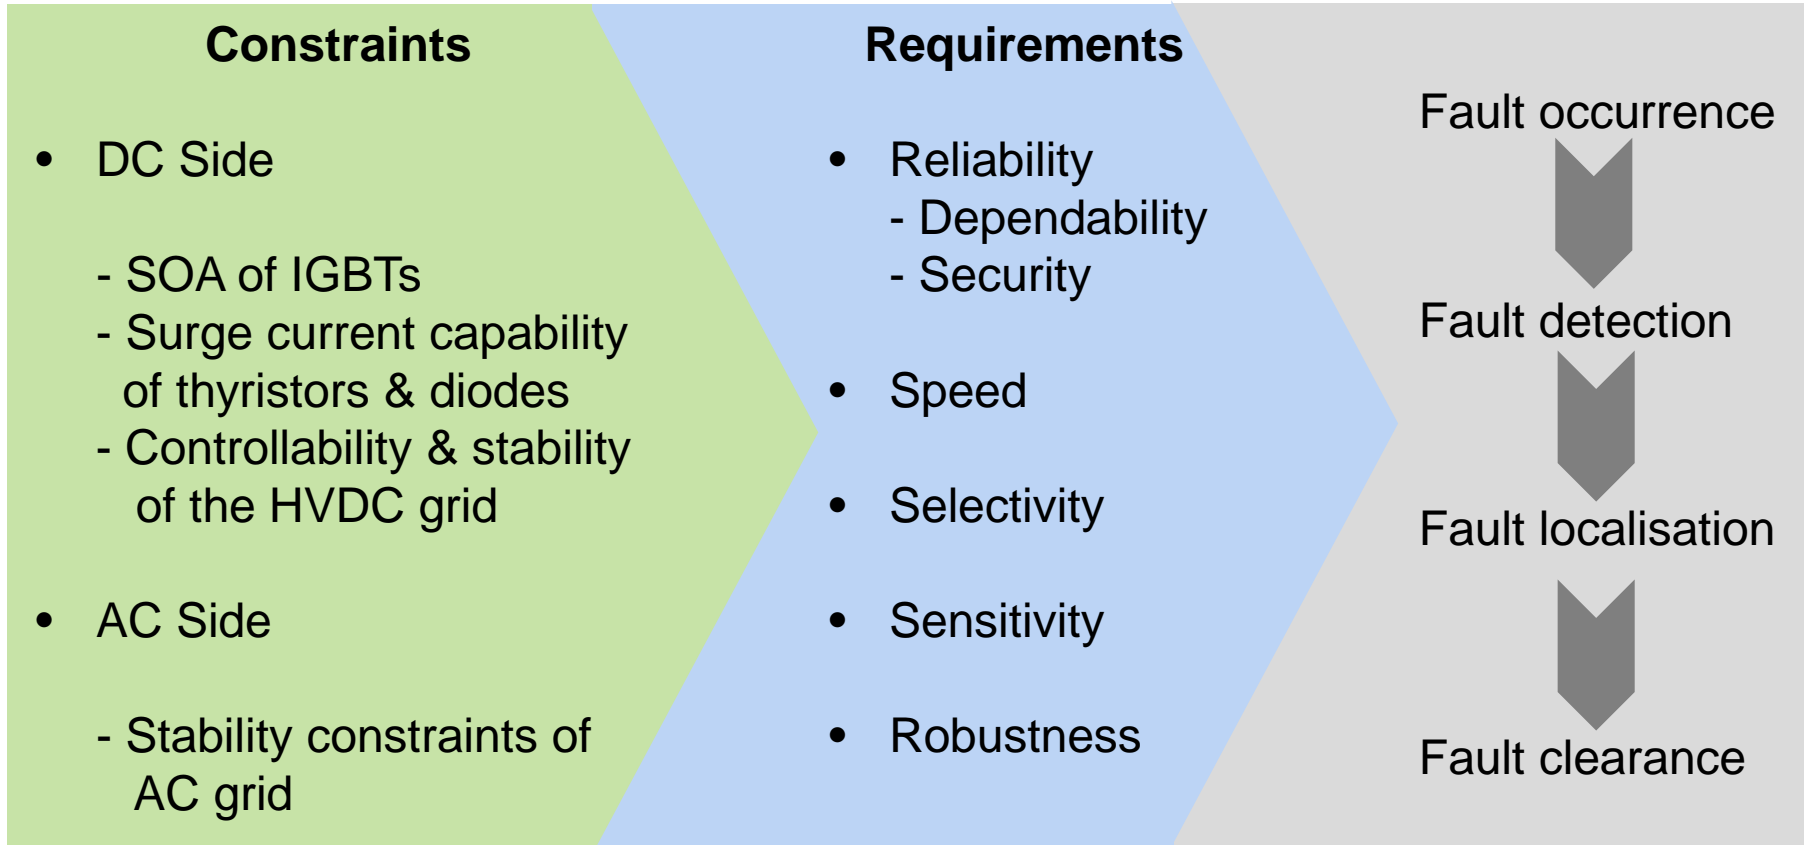 Constraints
• DC Side
- SOA of IGBTs
- Surge current capability
of thyristors & diodes
- Controllability & stability
of the HVDC grid
• AC Side
- Stability constraints of
AC grid
Requirements
• Reliability
- Dependability
- Security
• Speed
• Selectivity
• Sensitivity
• Robustness
Fault occurrence
Fault detection
Fault localisation
Fault clearance